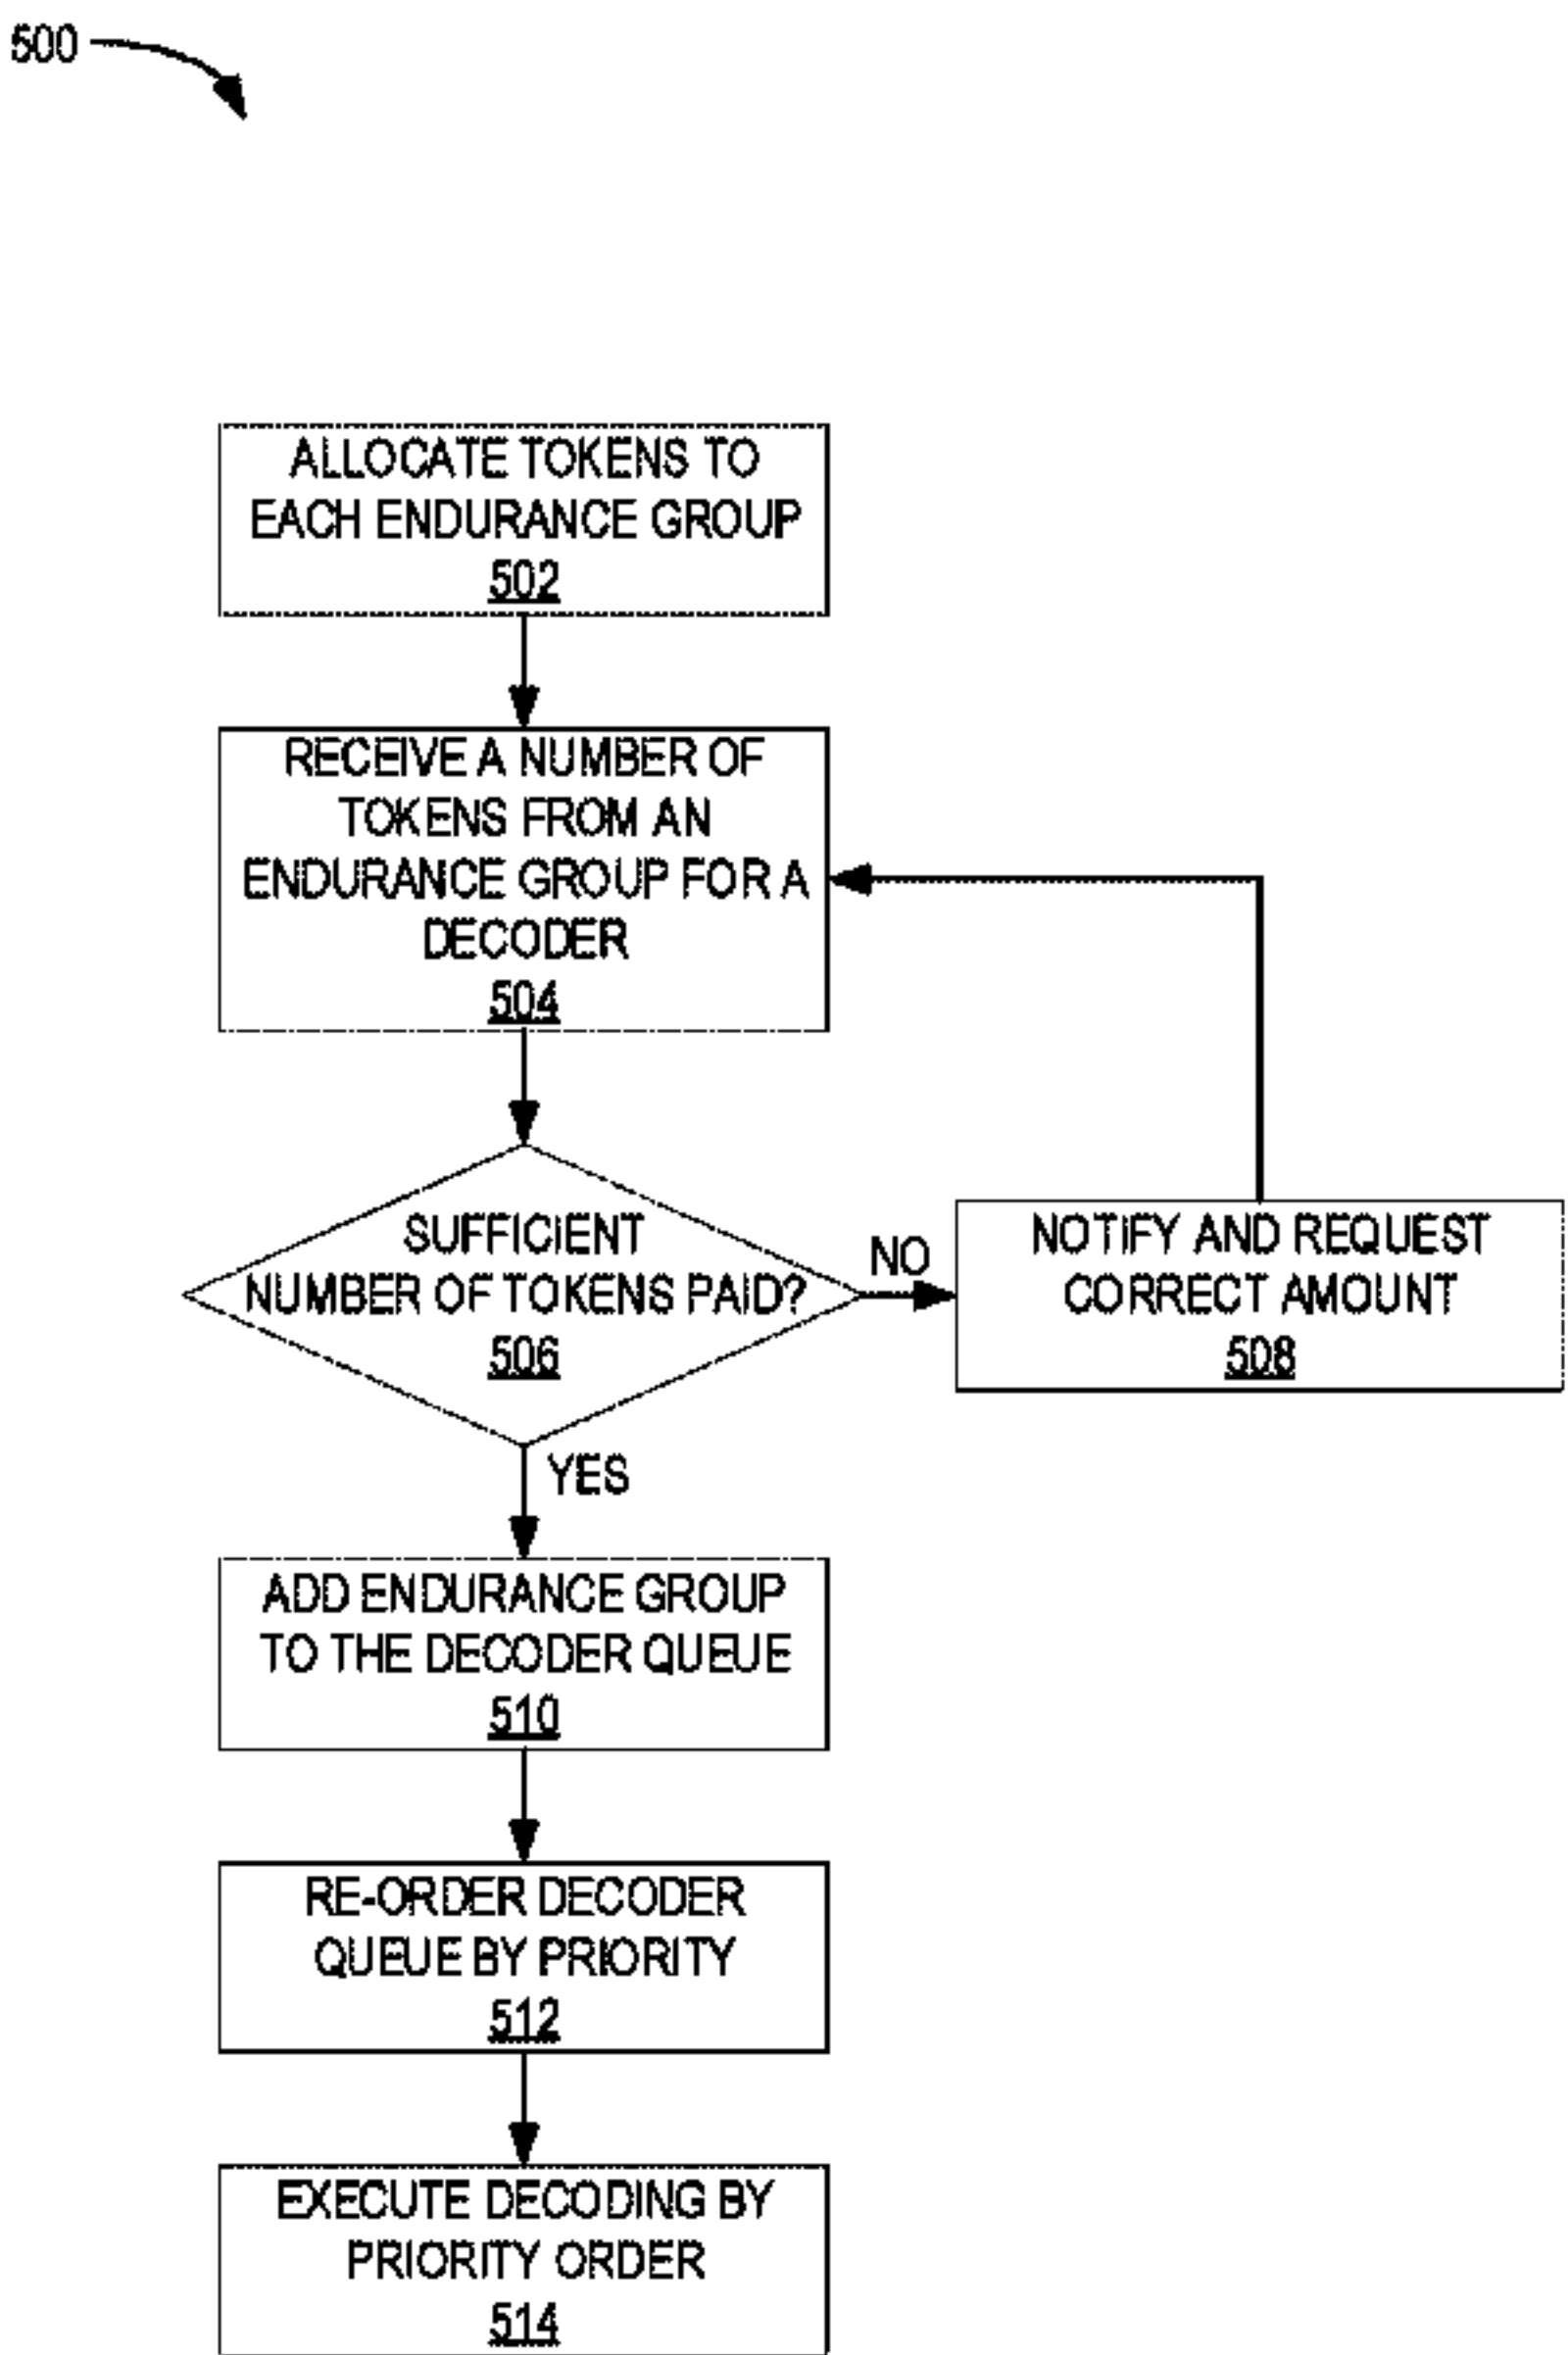 500
ALLOCATE TOKENS TO
EACH ENDURANCE GROUP
502
RECEIVE A NUMBER OF
TOKENS FROM AN
ENDURANCE GROUP FOR A
DECODER
504
SUFFICIENT
NUMBER OF TOKENS PAID?
506
NO
NOTIFY AND REQUEST
CORRECT AMOUNT
508
YES
ADD ENDURANCE GROUP
TO THE DECODER QUEUE
510
RE-ORDER DECODER
QUEUE BY PRIORITY
512
EXECUTE DECODING BY
PRIORITY ORDER
514